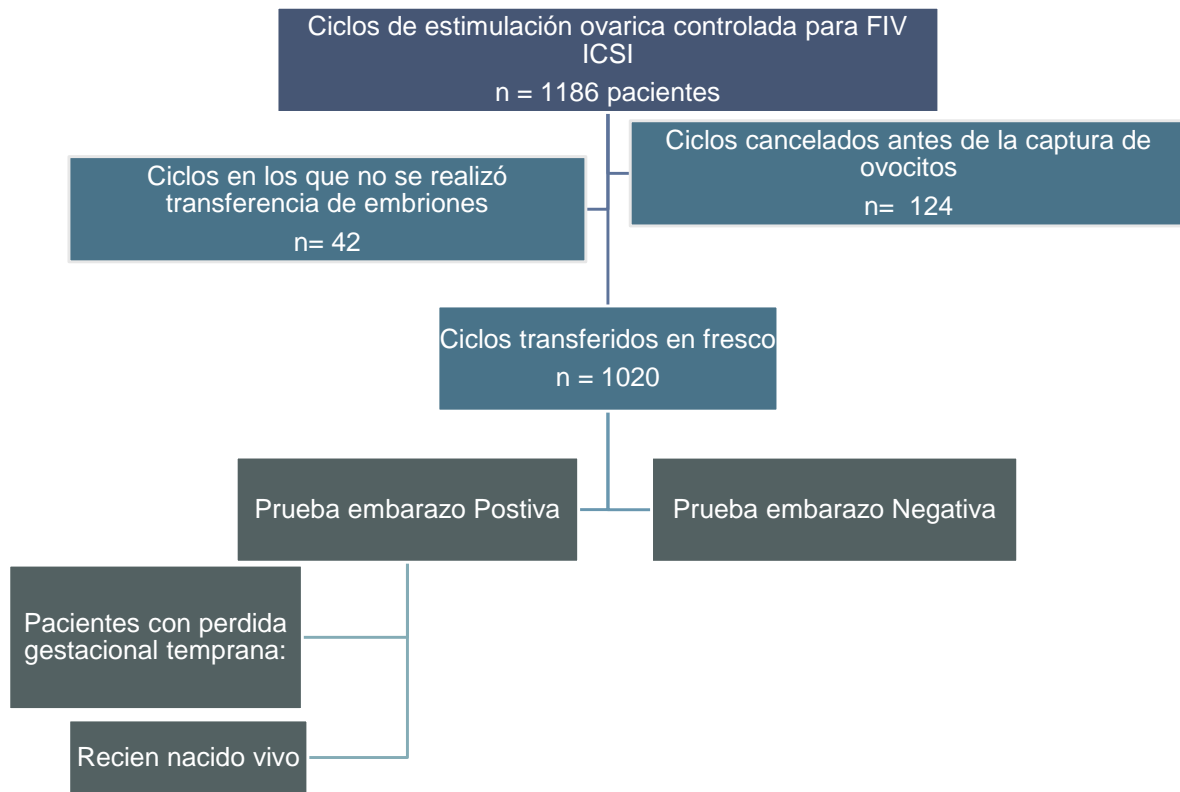 Ciclos de estimulación ovarica controlada para FIV
ICSI
n = 1186 pacientes
Ciclos cancelados antes de la captura de
ovocitos
n=  124
Ciclos en los que no se realizó
transferencia de embriones
n= 42
Ciclos transferidos en fresco
n = 1020
Prueba embarazo Postiva
Prueba embarazo Negativa
Pacientes con perdida
gestacional temprana:
Recien nacido vivo